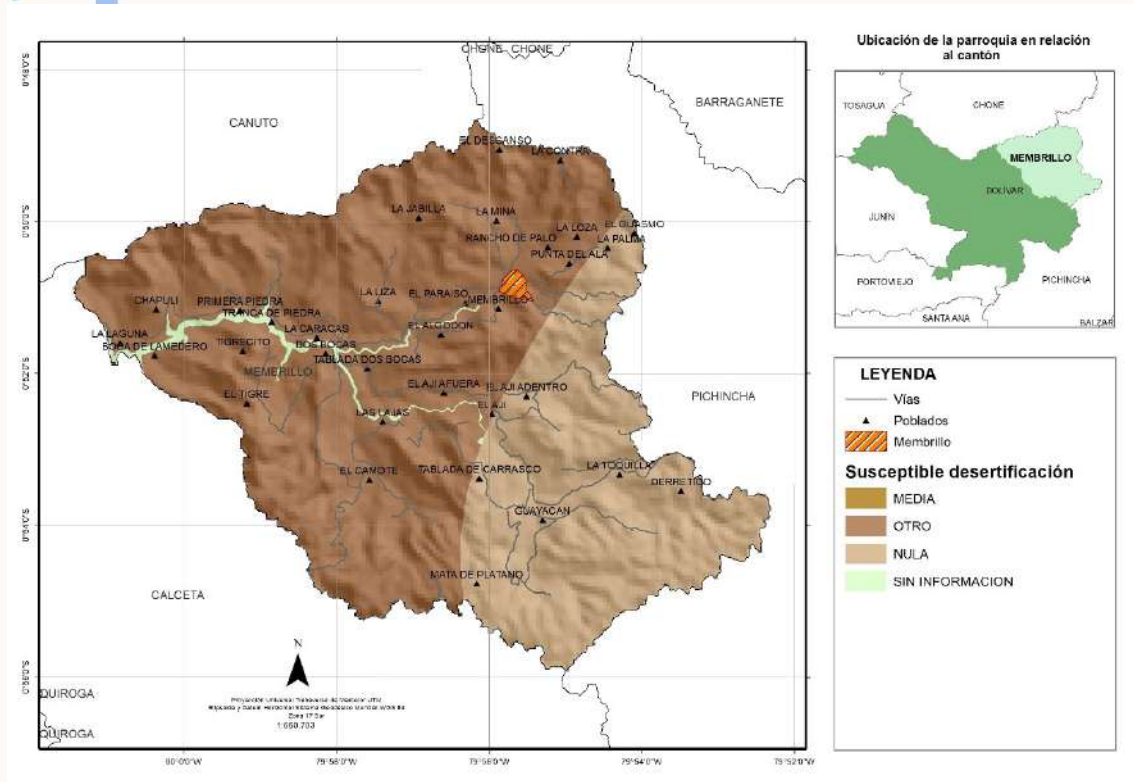 Ubicación de la parroquia en relación
al cantón
TOSAGUA
CHONE
MEMBRILLO
BOLÍVAR
JUNÍN
PORTOVIEJO
PICHINCHA
SANTA ANA
BALZAR
CHONE CHONE
BARRAGANETE
CANUTO
EL DESCANSO
LA CONTRA
LA JABILLA
LA MINA
EL GUASMO
LA LOZA
RANCHO DE PALO
LA PALMA
PUNTA DEL ALA
LA LIZA
EL PARAISO
MEMBRILLO
CHAPULI
PRIMERA PIEDRA
TRANCA DE PIEDRA
LA CARACAS
EL ALGODON
LA LAGUNA
BOCA DE LAMEDERO
TIGRECITO
DOS BOCAS
TABLADA DOS BOCAS
MEMBRILLO
EL TIGRE
EL AJI AFUERA
EL AJI ADENTRO
EL AJI
LAS LAJAS
PICHINCHA
EL CAMOTE
TABLADA DE CARRASCO
LA TOQUILLA
DERRETIDO
GUAYACAN
MATA DE PLATANO
CALCETA
QUIROGA
QUIROGA
N
Zona 17 Sur
80°0'0"W
79°58'0"W
79°56'0"W
79°54'0"W
79°52'0"W
LEYENDA
Vías
Poblados
Membrillo
Susceptible desertificación
MEDIA
OTRO
NULA
SIN INFORMACION